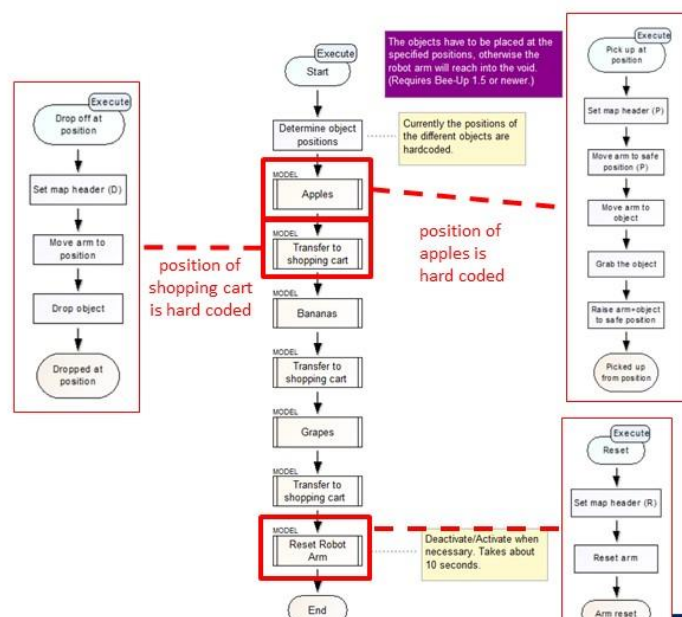 Execute
Drop off at
position
Set map header (D)
Move arm to
position
Drop object
Dropped at
position
Execute
Start
Determine object
positions
MODEL
Apples
MODEL
Transfer to
shopping cart
MODEL
Bananas
MODEL
Transfer to
shopping cart
MODEL
Grapes
MODEL
Transfer to
shopping cart
MODEL
Reset Robot
Arm
End
The objects have to be placed at the
specified positions, otherwise the
robot arm will reach into the void.
(Requires Bee-Up 1.5 or newer.)
Currently the positions of
the different objects are
hardcoded.
position of
shopping cart
is hard coded
position of
apples is
hard coded
Deactivate/Activate when
necessary. Takes about
10 seconds.
Execute
Pick up at
position
Set map header (P)
Move arm to safe
position (P)
Move arm to
object
Grab the object
Raise arm+object
to safe position
Picked up
from position
Execute
Reset
Set map header (R)
Reset arm
Arm reset